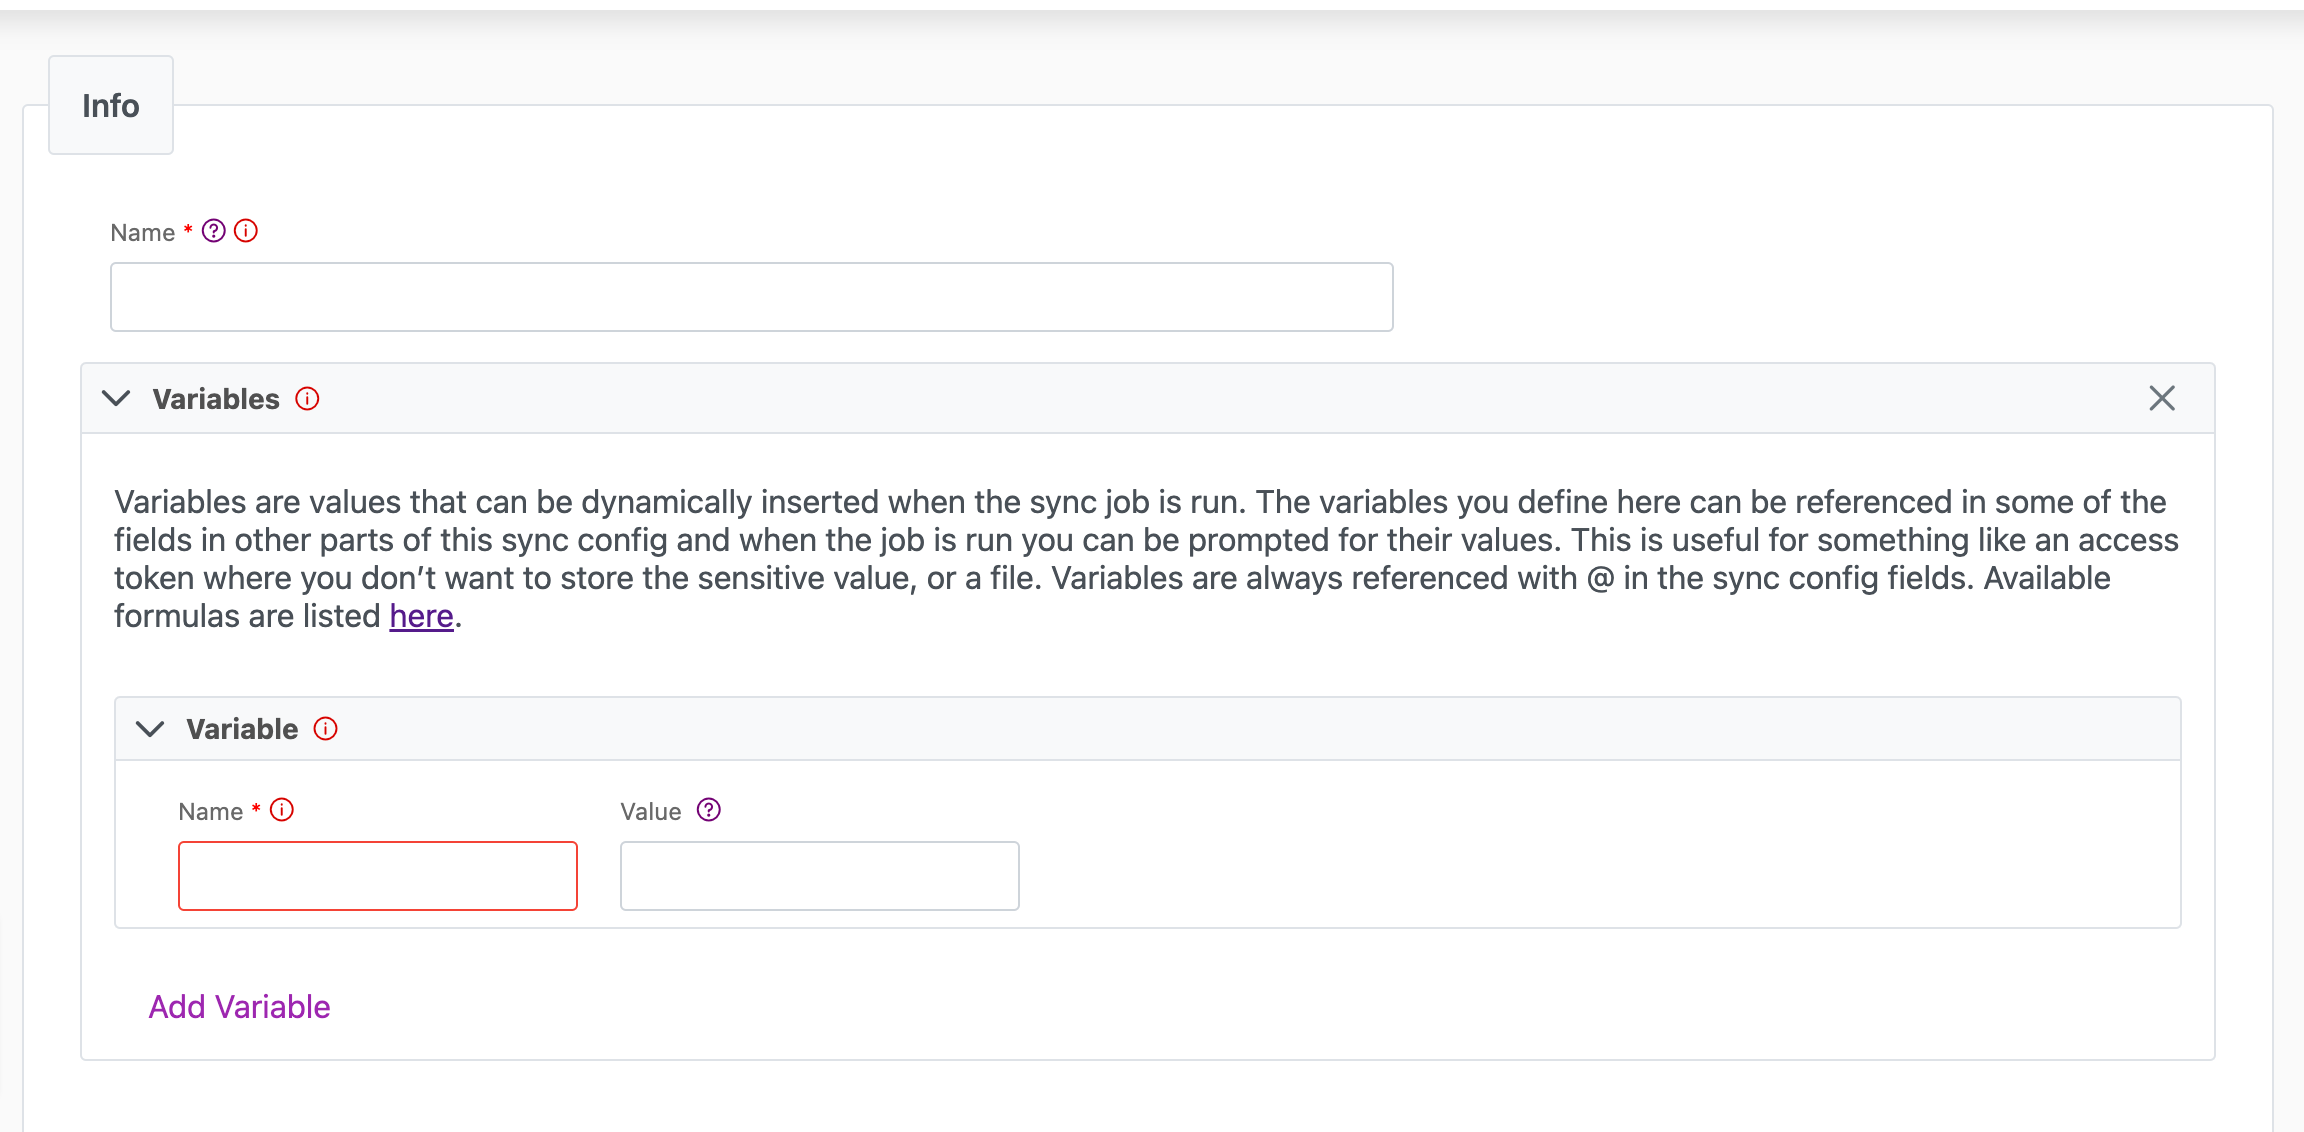 Info
Name *
Variables
Variables are values that can be dynamically inserted when the sync job is run. The variables you define here can be referenced in some of the
fields in other parts of this sync config and when the job is run you can be prompted for their values. This is useful for something like an access
token where you don’t want to store the sensitive value, or a file. Variables are always referenced with @ in the sync config fields. Available
formulas are listed here.
Variable
Name * Value
Add Variable